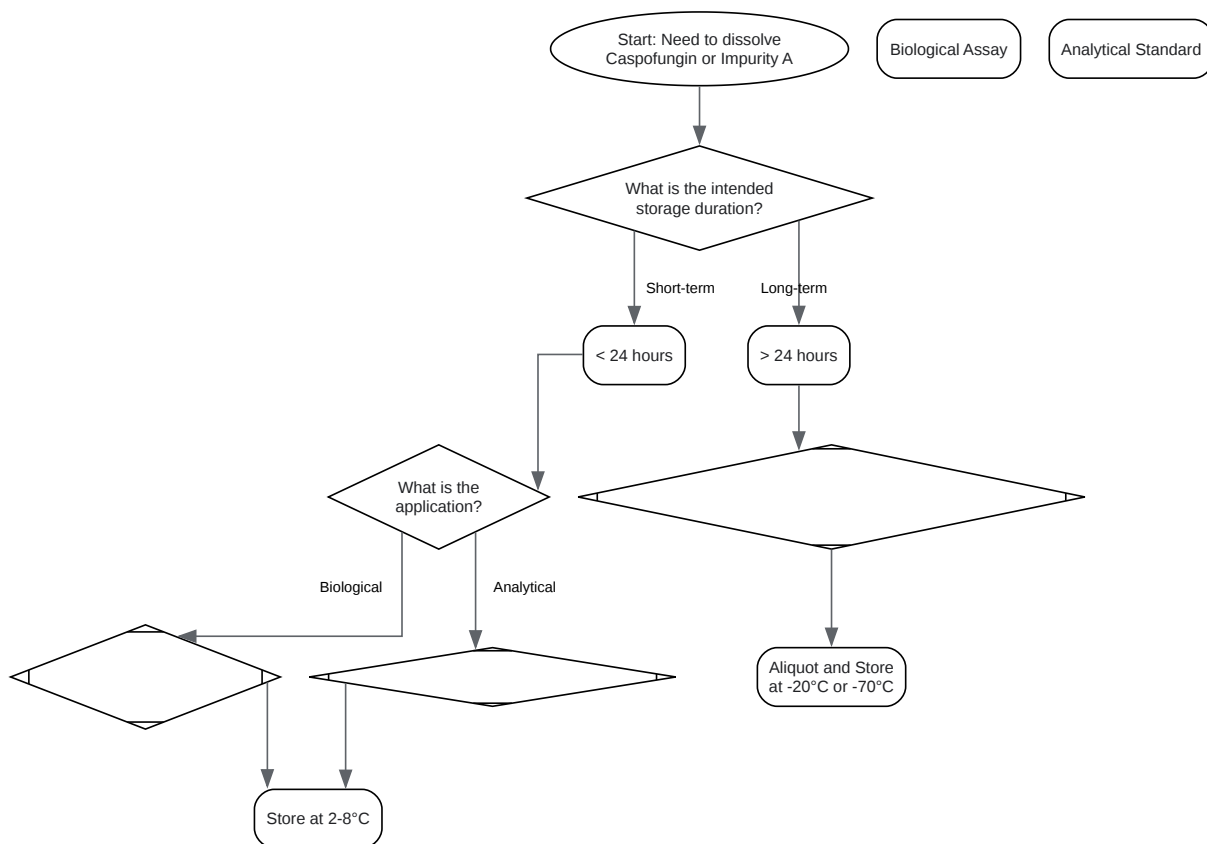 Start: Need to dissolve
Caspofungin or Impurity A
Biological Assay
Analytical Standard
What is the intended
storage duration?
Short-term
Long-term
< 24 hours
> 24 hours
What is the
application?
Biological
Analytical
Aliquot and Store
at -20°C or -70°C
Store at 2-8°C